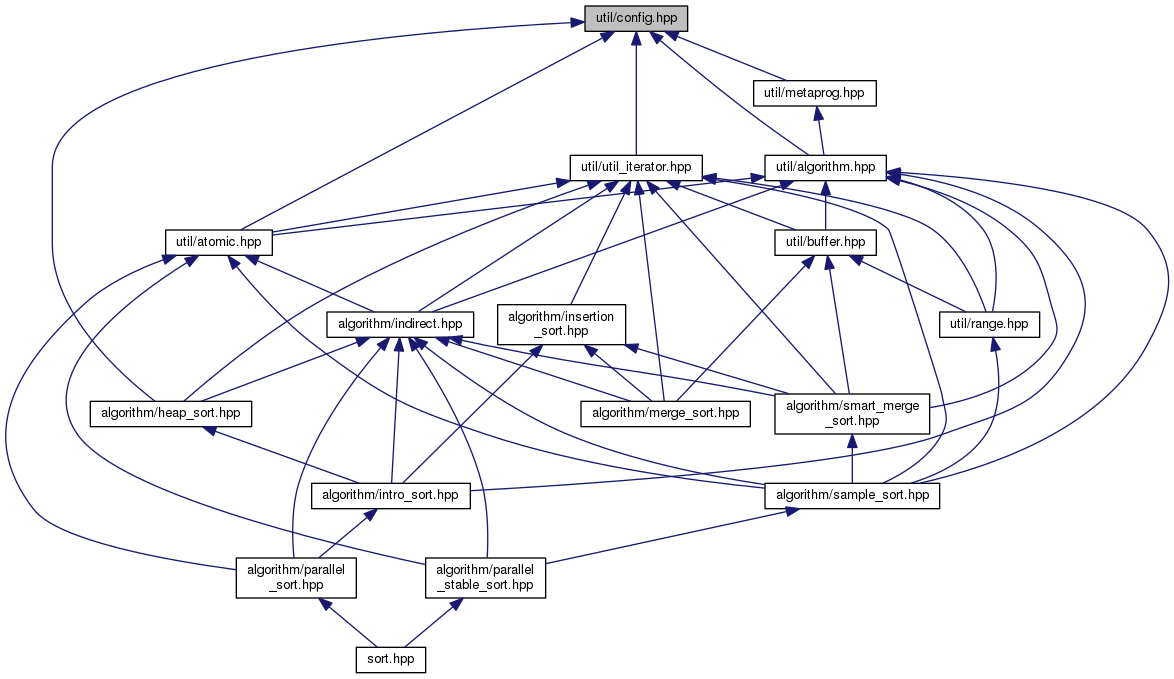 util/config.hpp
util/metaprog.hpp
util/util_iterator.hpp
util/algorithm.hpp
util/atomic.hpp
util/buffer.hpp
algorithm/indirect.hpp
algorithm/insertion
_sort.hpp
util/range.hpp
algorithm/heap_sort.hpp
algorithm/merge_sort.hpp
algorithm/smart_merge
_sort.hpp
algorithm/intro_sort.hpp
algorithm/sample_sort.hpp
algorithm/parallel
_sort.hpp
algorithm/parallel
_stable_sort.hpp
sort.hpp